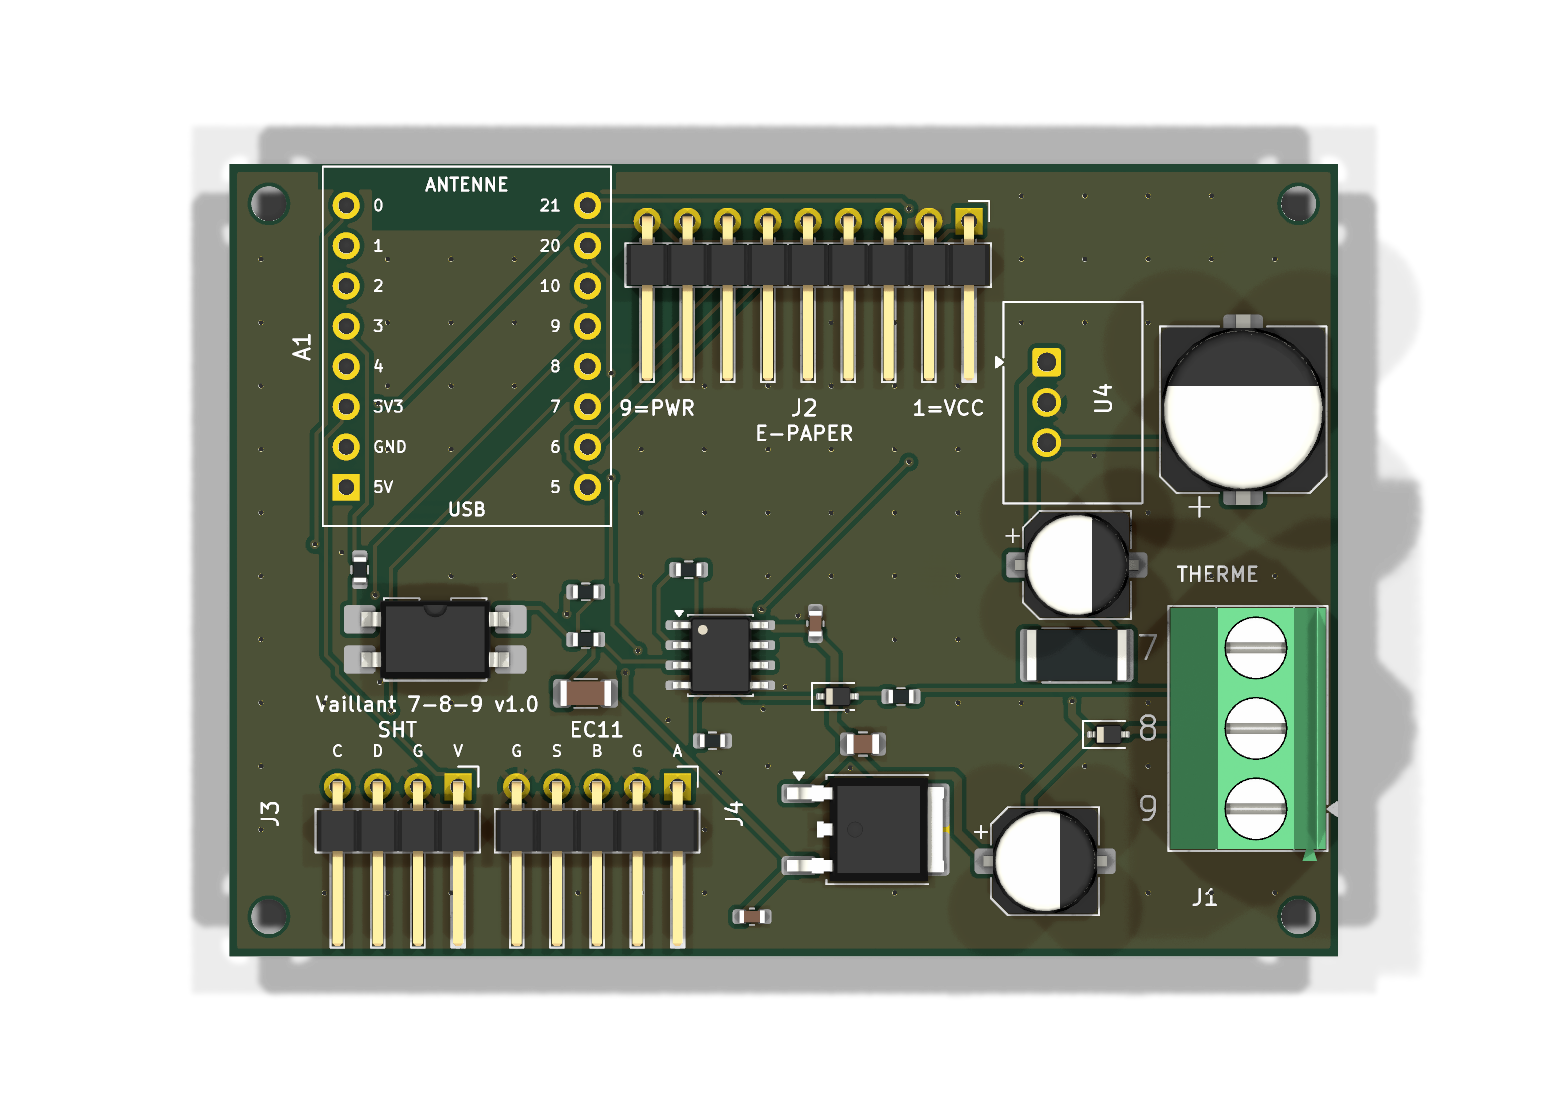 ANTENNE
0 21
1 20
2 10
3 9
4 8
3V3 7
GND 6
5V 5
USB
A1
9=PWR J2 1=VCC
E-PAPER
U4
+
+
THERME
7
8
9
J1
Vaillant 7-8-9 v1.0
SHT EC11
C D G V G S B G A
J3
J4
+